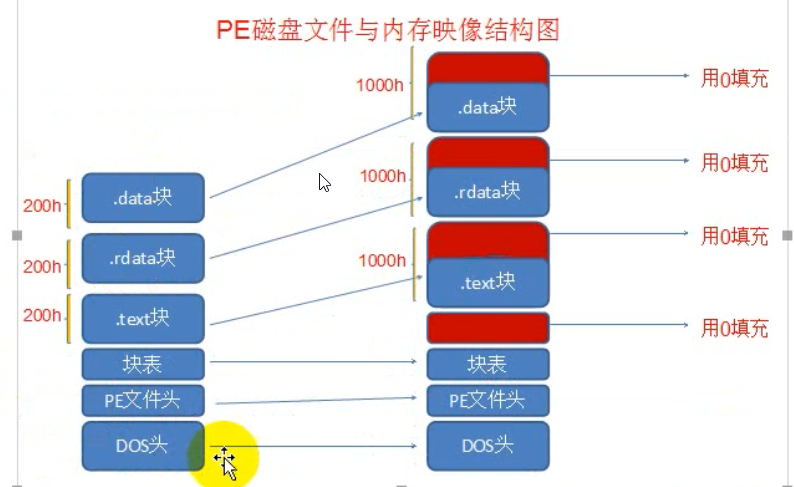 PE磁盘文件与内存映像结构图
1000h
.data块
用0填充
1000h
.rdata块
用0填充
200h
.data块
200h
.rdata块
1000h
.text块
用0填充
200h
.text块
用0填充
块表
块表
PE文件头
PE文件头
DOS头
DOS头